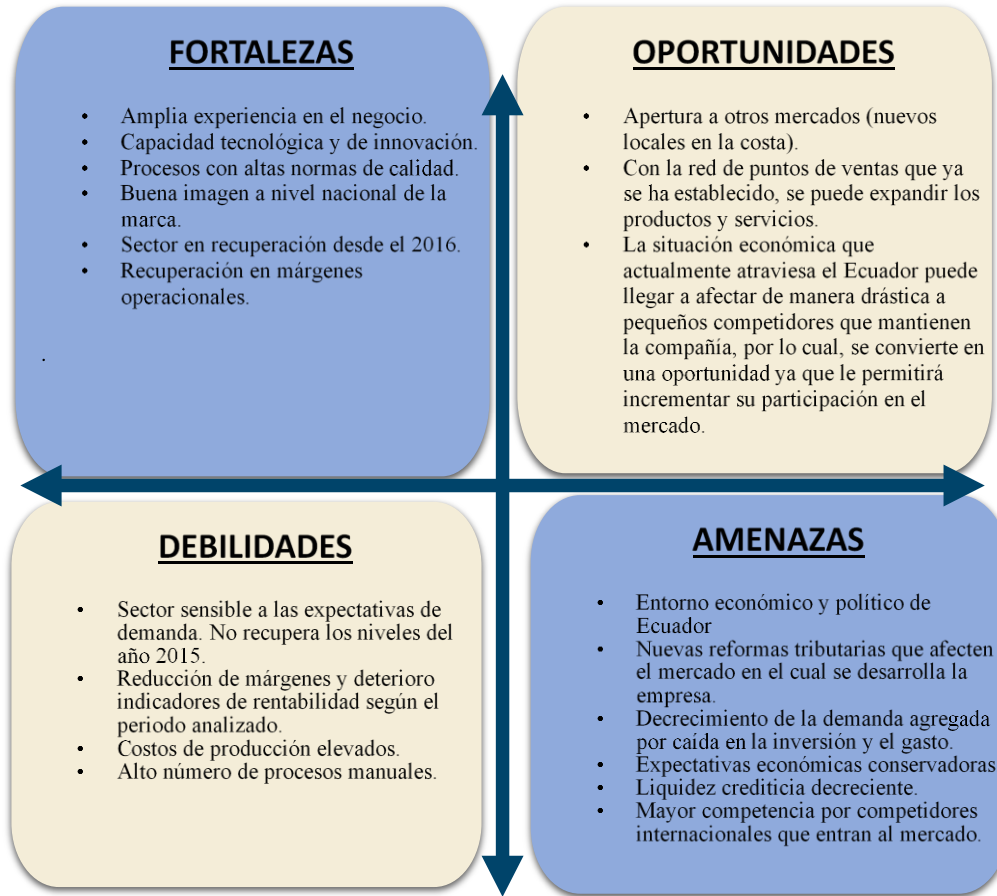 FORTALEZAS
• Amplia experiencia en el negocio.
• Capacidad tecnológica y de innovación.
• Procesos con altas normas de calidad.
• Buena imagen a nivel nacional de la
marca.
• Sector en recuperación desde el 2016.
• Recuperación en márgenes
operacionales.
.
OPORTUNIDADES
• Apertura a otros mercados (nuevos
locales en la costa).
• Con la red de puntos de ventas que ya
se ha establecido, se puede expandir los
productos y servicios.
• La situación económica que
actualmente atraviesa el Ecuador puede
llegar a afectar de manera drástica a
pequeños competidores que mantienen
la compañía, por lo cual, se convierte en
una oportunidad ya que le permitirá
incrementar su participación en el
mercado.
DEBILIDADES
• Sector sensible a las expectativas de
demanda. No recupera los niveles del
año 2015.
• Reducción de márgenes y deterioro
indicadores de rentabilidad según el
periodo analizado.
• Costos de producción elevados.
• Alto número de procesos manuales.
AMENAZAS
• Entorno económico y político de
Ecuador
• Nuevas reformas tributarias que afecten
el mercado en el cual se desarrolla la
empresa.
• Decrecimiento de la demanda agregada
por caída en la inversión y el gasto.
• Expectativas económicas conservadoras
• Liquidez crediticia decreciente.
• Mayor competencia por competidores
internacionales que entran al mercado.